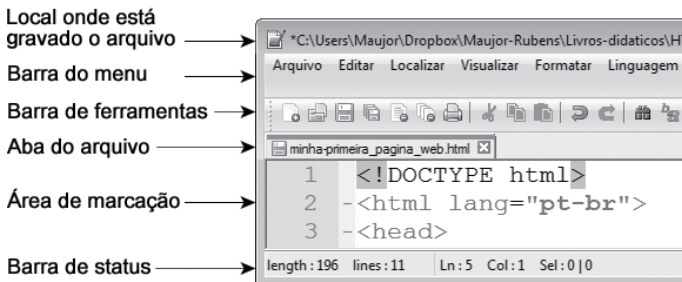 Local onde está
gravado o arquivo
*C:\Users\Maujor\Dropbox\Maujor-Rubens\Livros-didaticos\H
Barra do menu
Arquivo Editar Localizar Visualizar Formatar Linguagem
Barra de ferramentas
Aba do arquivo
minha-primeira_pagina_web.html
Área de marcação
1 <!DOCTYPE html>
2 <html lang="pt-br">
3 <head>
Barra de status
length : 196 lines : 11 Ln : 5 Col : 1 Sel : 0 | 0